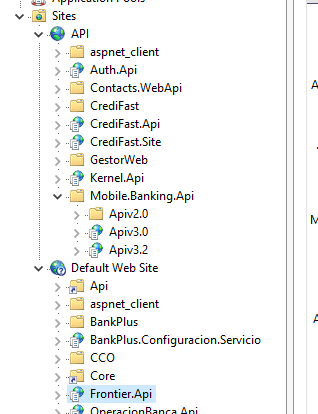 Application Pools
Sites
API
aspnet_client
Auth.Api
Contacts.WebApi
CrediFast
CrediFast.Api
CrediFast.Site
GestorWeb
Kernel.Api
Mobile.Banking.Api
Apiv2.0
Apiv3.0
Apiv3.2
Default Web Site
Api
aspnet_client
BankPlus
BankPlus.Configuracion.Servicio
CCO
Core
Frontier.Api
OperacionBanca.Api